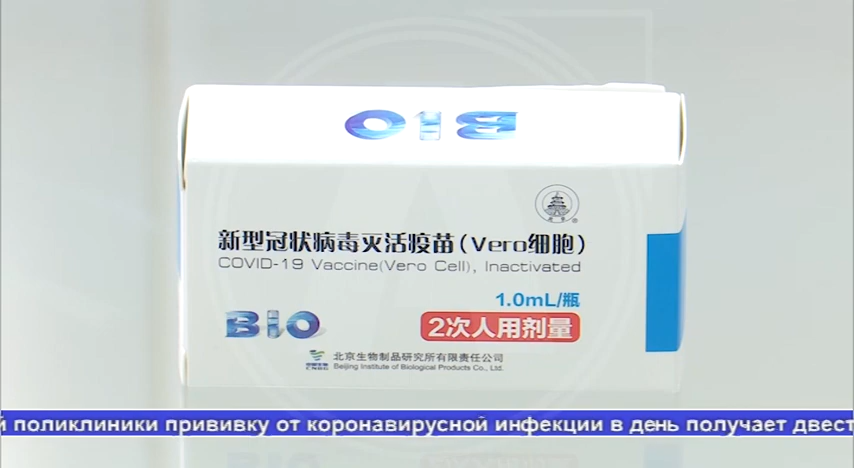 BIO
新型冠状病毒灭活疫苗(Vero细胞)
COVID-19 Vaccine(Vero Cell), Inactivated
1.0mL/瓶
BIO
2次人用剂量
北京生物制品研究所有限责任公司
Beijing Institute of Biological Products Co., Ltd.
поликлиники прививку от коронавирусной инфекции в день получает